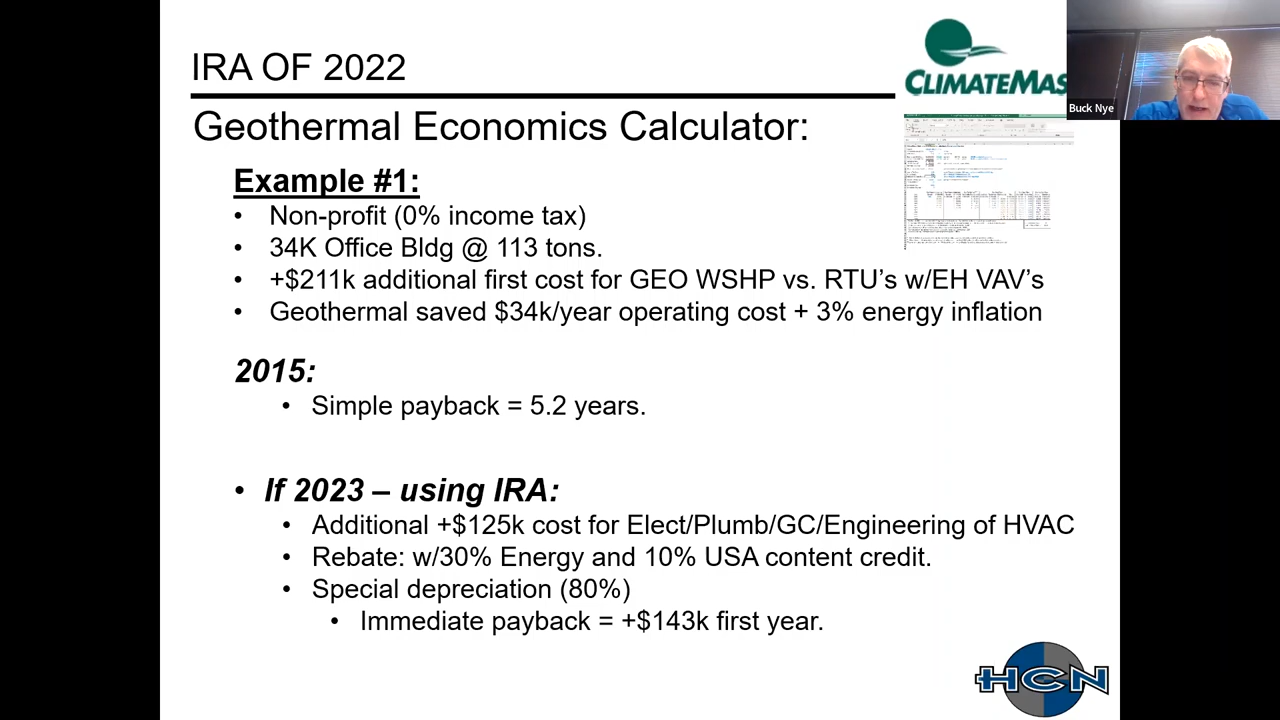 IRA OF 2022
CLIMATEMAS
Buck Nye
Geothermal Economics Calculator:
Example #1:
• Non-profit (0% income tax)
• 34K Office Bldg @ 113 tons.
• +$211k additional first cost for GEO WSHP vs. RTU's w/EH VAV's
• Geothermal saved $34k/year operating cost + 3% energy inflation
2015:
• Simple payback = 5.2 years.
• If 2023 – using IRA:
• Additional +$125k cost for Elect/Plumb/GC/Engineering of HVAC
• Rebate: w/30% Energy and 10% USA content credit.
• Special depreciation (80%)
• Immediate payback = +$143k first year.
HCN